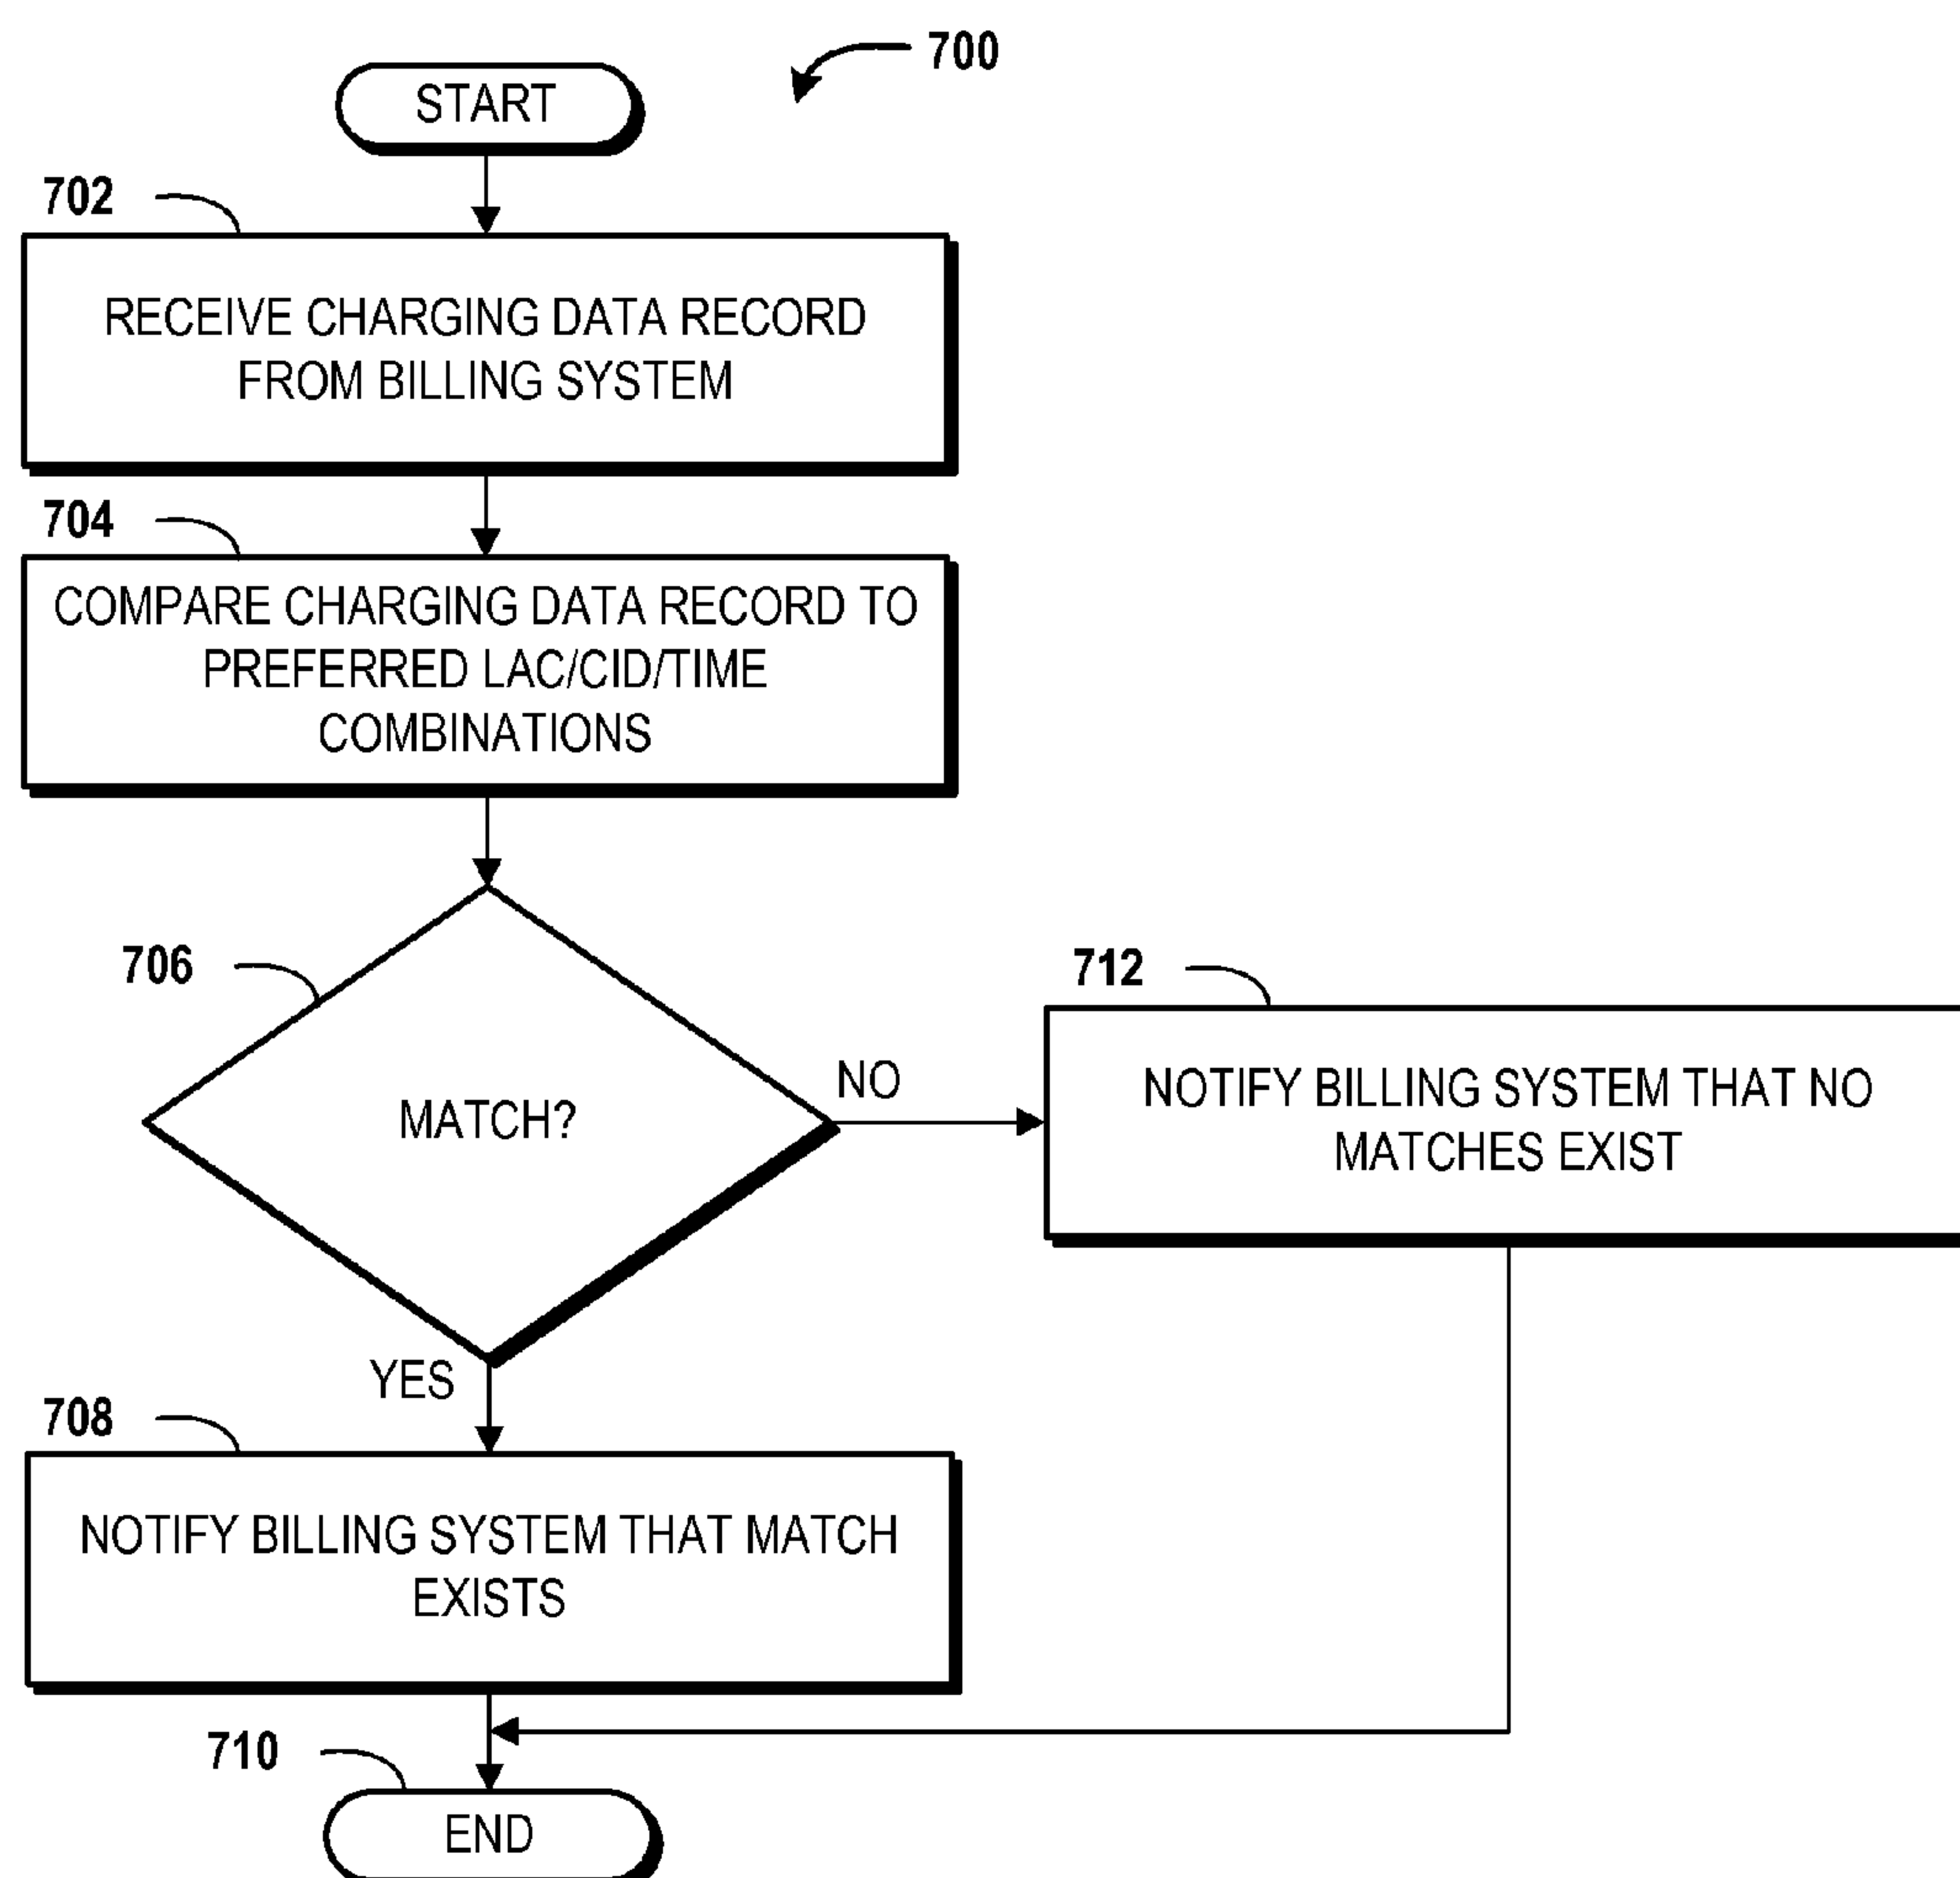 700
START
702
RECEIVE CHARGING DATA RECORD
FROM BILLING SYSTEM
704
COMPARE CHARGING DATA RECORD TO
PREFERRED LAC/CID/TIME
COMBINATIONS
706
MATCH?
NO
712
NOTIFY BILLING SYSTEM THAT NO
MATCHES EXIST
YES
708
NOTIFY BILLING SYSTEM THAT MATCH
EXISTS
710
END